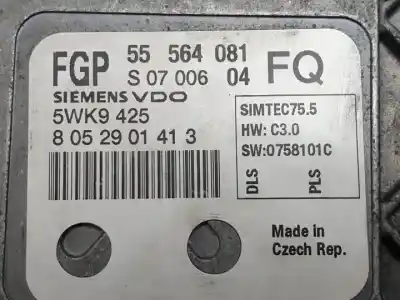 FGP 55 564 081 FQ
S 07 006 04
SIEMENS VDO
5WK9 425
8 05 29 01 41 3
SIMTEC75.5
HW: C3.0
SW:0758101C
DLS
PLS
Made in
Czech Rep.